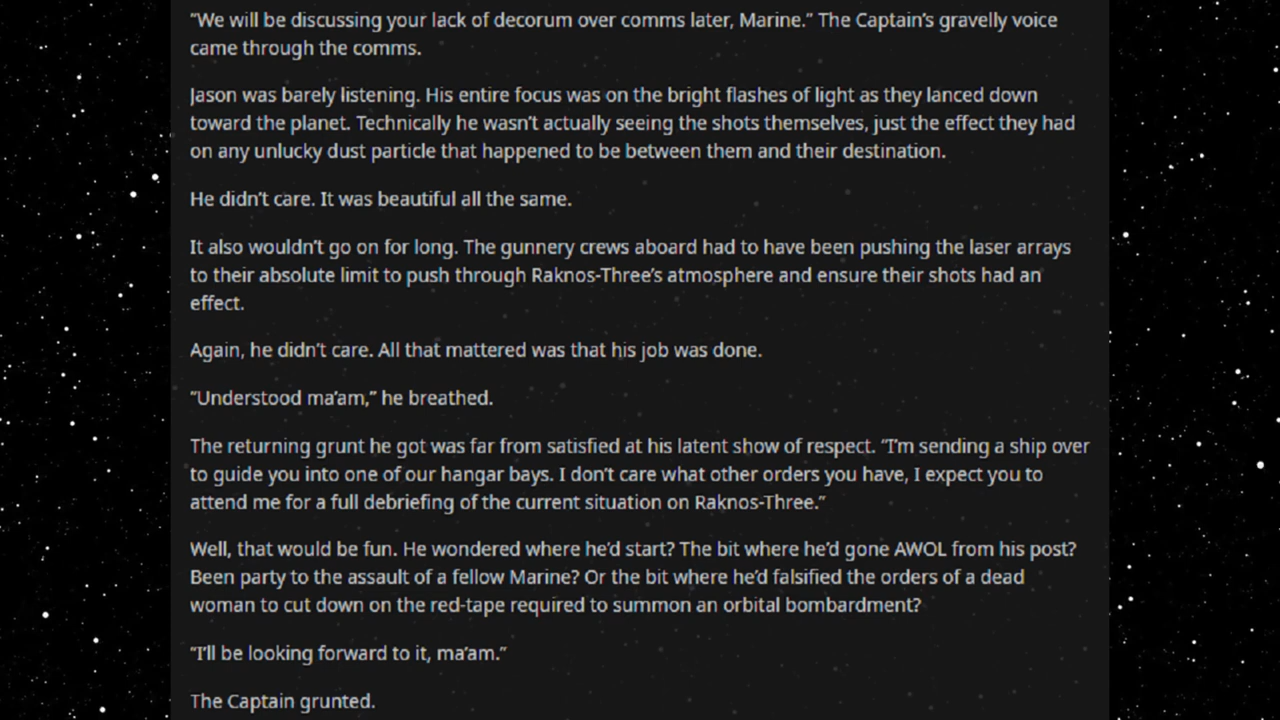 “We will be discussing your lack of decorum over comms later, Marine.” The Captain’s gravelly voice
came through the comms.
Jason was barely listening. His entire focus was on the bright flashes of light as they lanced down
toward the planet. Technically he wasn’t actually seeing the shots themselves, just the effect they had
on any unlucky dust particle that happened to be between them and their destination.
He didn’t care. It was beautiful all the same.
It also wouldn’t go on for long. The gunnery crews aboard had to have been pushing the laser arrays
to their absolute limit to push through Raknos-Three’s atmosphere and ensure their shots had an
effect.
Again, he didn’t care. All that mattered was that his job was done.
“Understood ma’am,” he breathed.
The returning grunt he got was far from satisfied at his latent show of respect. “I’m sending a ship over
to guide you into one of our hangar bays. I don’t care what other orders you have, I expect you to
attend me for a full debriefing of the current situation on Raknos-Three.”
Well, that would be fun. He wondered where he’d start? The bit where he’d gone AWOL from his post?
Been party to the assault of a fellow Marine? Or the bit where he’d falsified the orders of a dead
woman to cut down on the red-tape required to summon an orbital bombardment?
“I’ll be looking forward to it, ma’am.”
The Captain grunted.